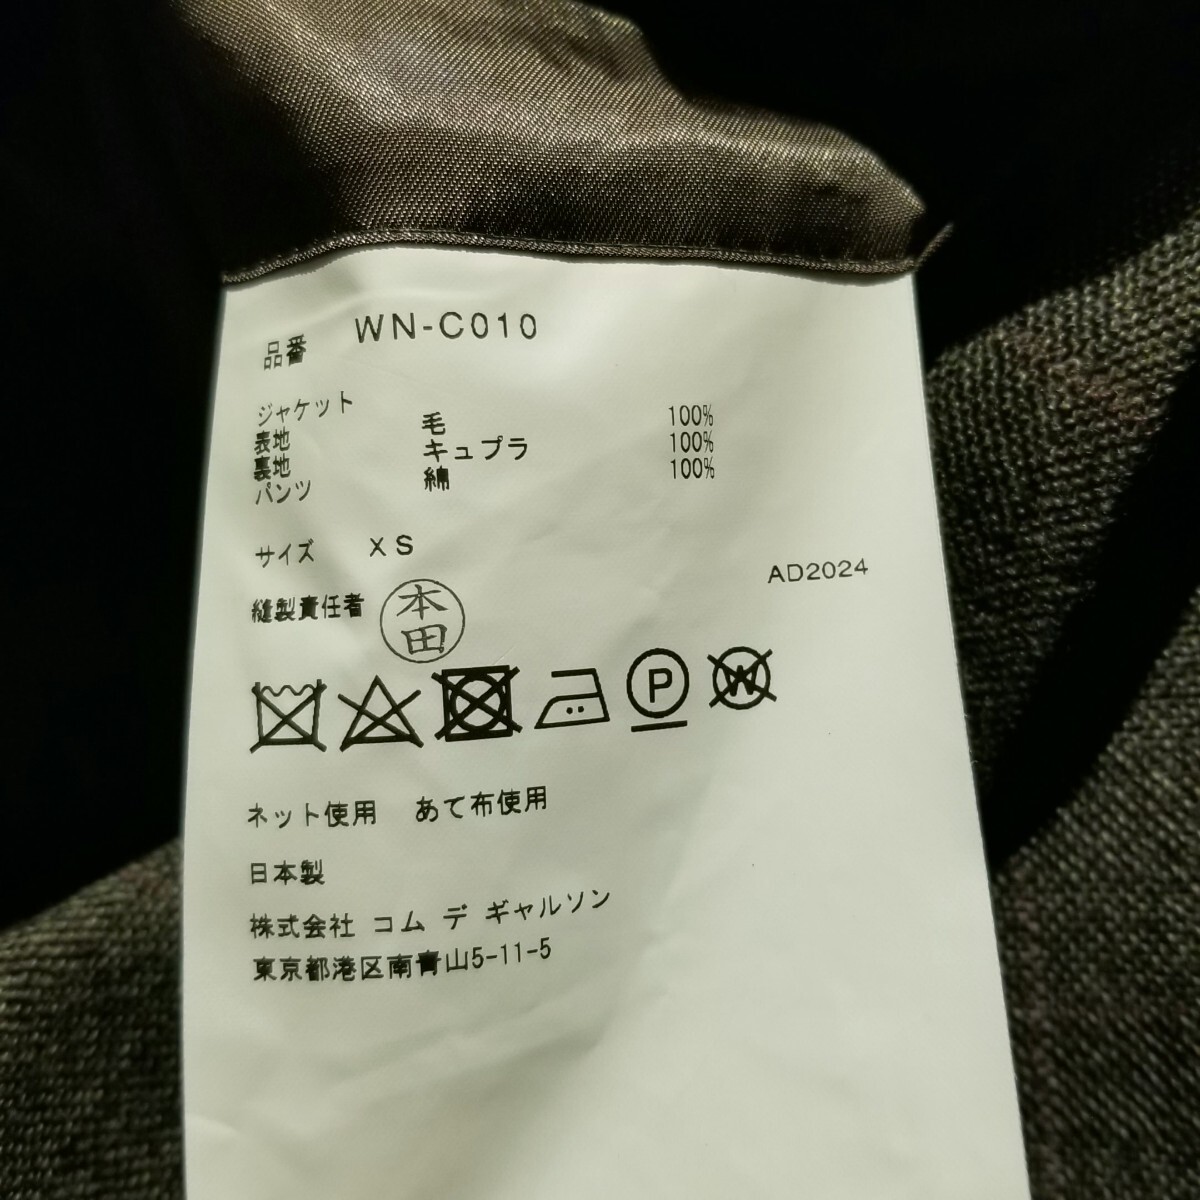 品番 WN-C010
ジャケット
表地 毛 100%
裏地 キュプラ 100%
パンツ 綿 100%
サイズ XS
AD2024
縫製責任者 本田
P W
ネット使用 あて布使用
日本製
株式会社 コム デ ギャルソン
東京都港区南青山5-11-5